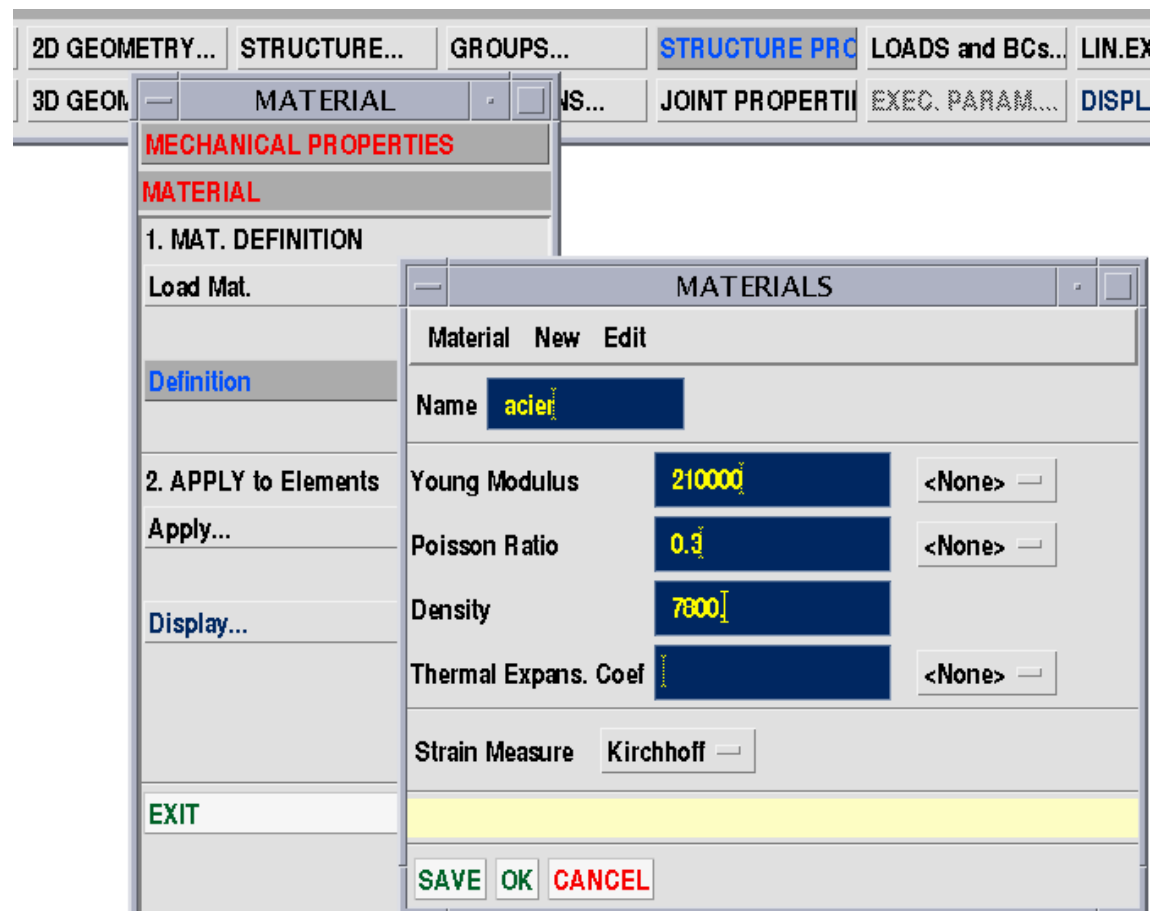 2D GEOMETRY... STRUCTURE... GROUPS... STRUCTURE PRO LOADS and BCs... LIN.EX
3D GEOM NS... JOINT PROPERTI EXEC. PARAM.... DISPL
MATERIAL
MECHANICAL PROPERTIES
MATERIAL
1. MAT. DEFINITION
Load Mat.
Definition
2. APPLY to Elements
Apply...
Display...
EXIT
MATERIALS
Material New Edit
Name acier
Young Modulus 210000 <None>
Poisson Ratio 0.3 <None>
Density 7800.
Thermal Expans. Coef <None>
Strain Measure Kirchhoff
SAVE OK CANCEL